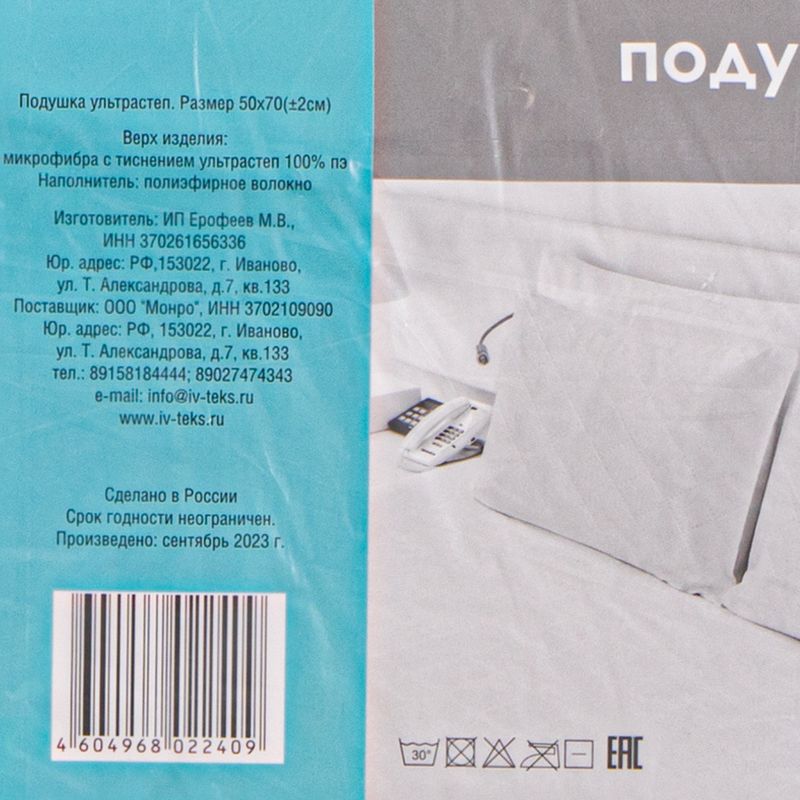 Подушка ультрастеп. Размер 50х70(±2см)
Верх изделия:
микрофибра с тиснением ультрастеп 100% пэ
Наполнитель: полиэфирное волокно
Изготовитель: ИП Ерофеев М.В.,
ИНН 370261656336
Юр. адрес: РФ,153022, г. Иваново,
ул. Т. Александрова, д.7, кв.133
Поставщик: ООО "Монро", ИНН 3702109090
Юр. адрес: РФ, 153022, г. Иваново,
ул. Т. Александрова, д.7, кв.133
тел.: 89158184444; 89027474343
e-mail: info@iv-teks.ru
www.iv-teks.ru
Сделано в России
Срок годности неограничен.
Произведено: сентябрь 2023 г.
4 604968 022409
поду
30°
ЕАС